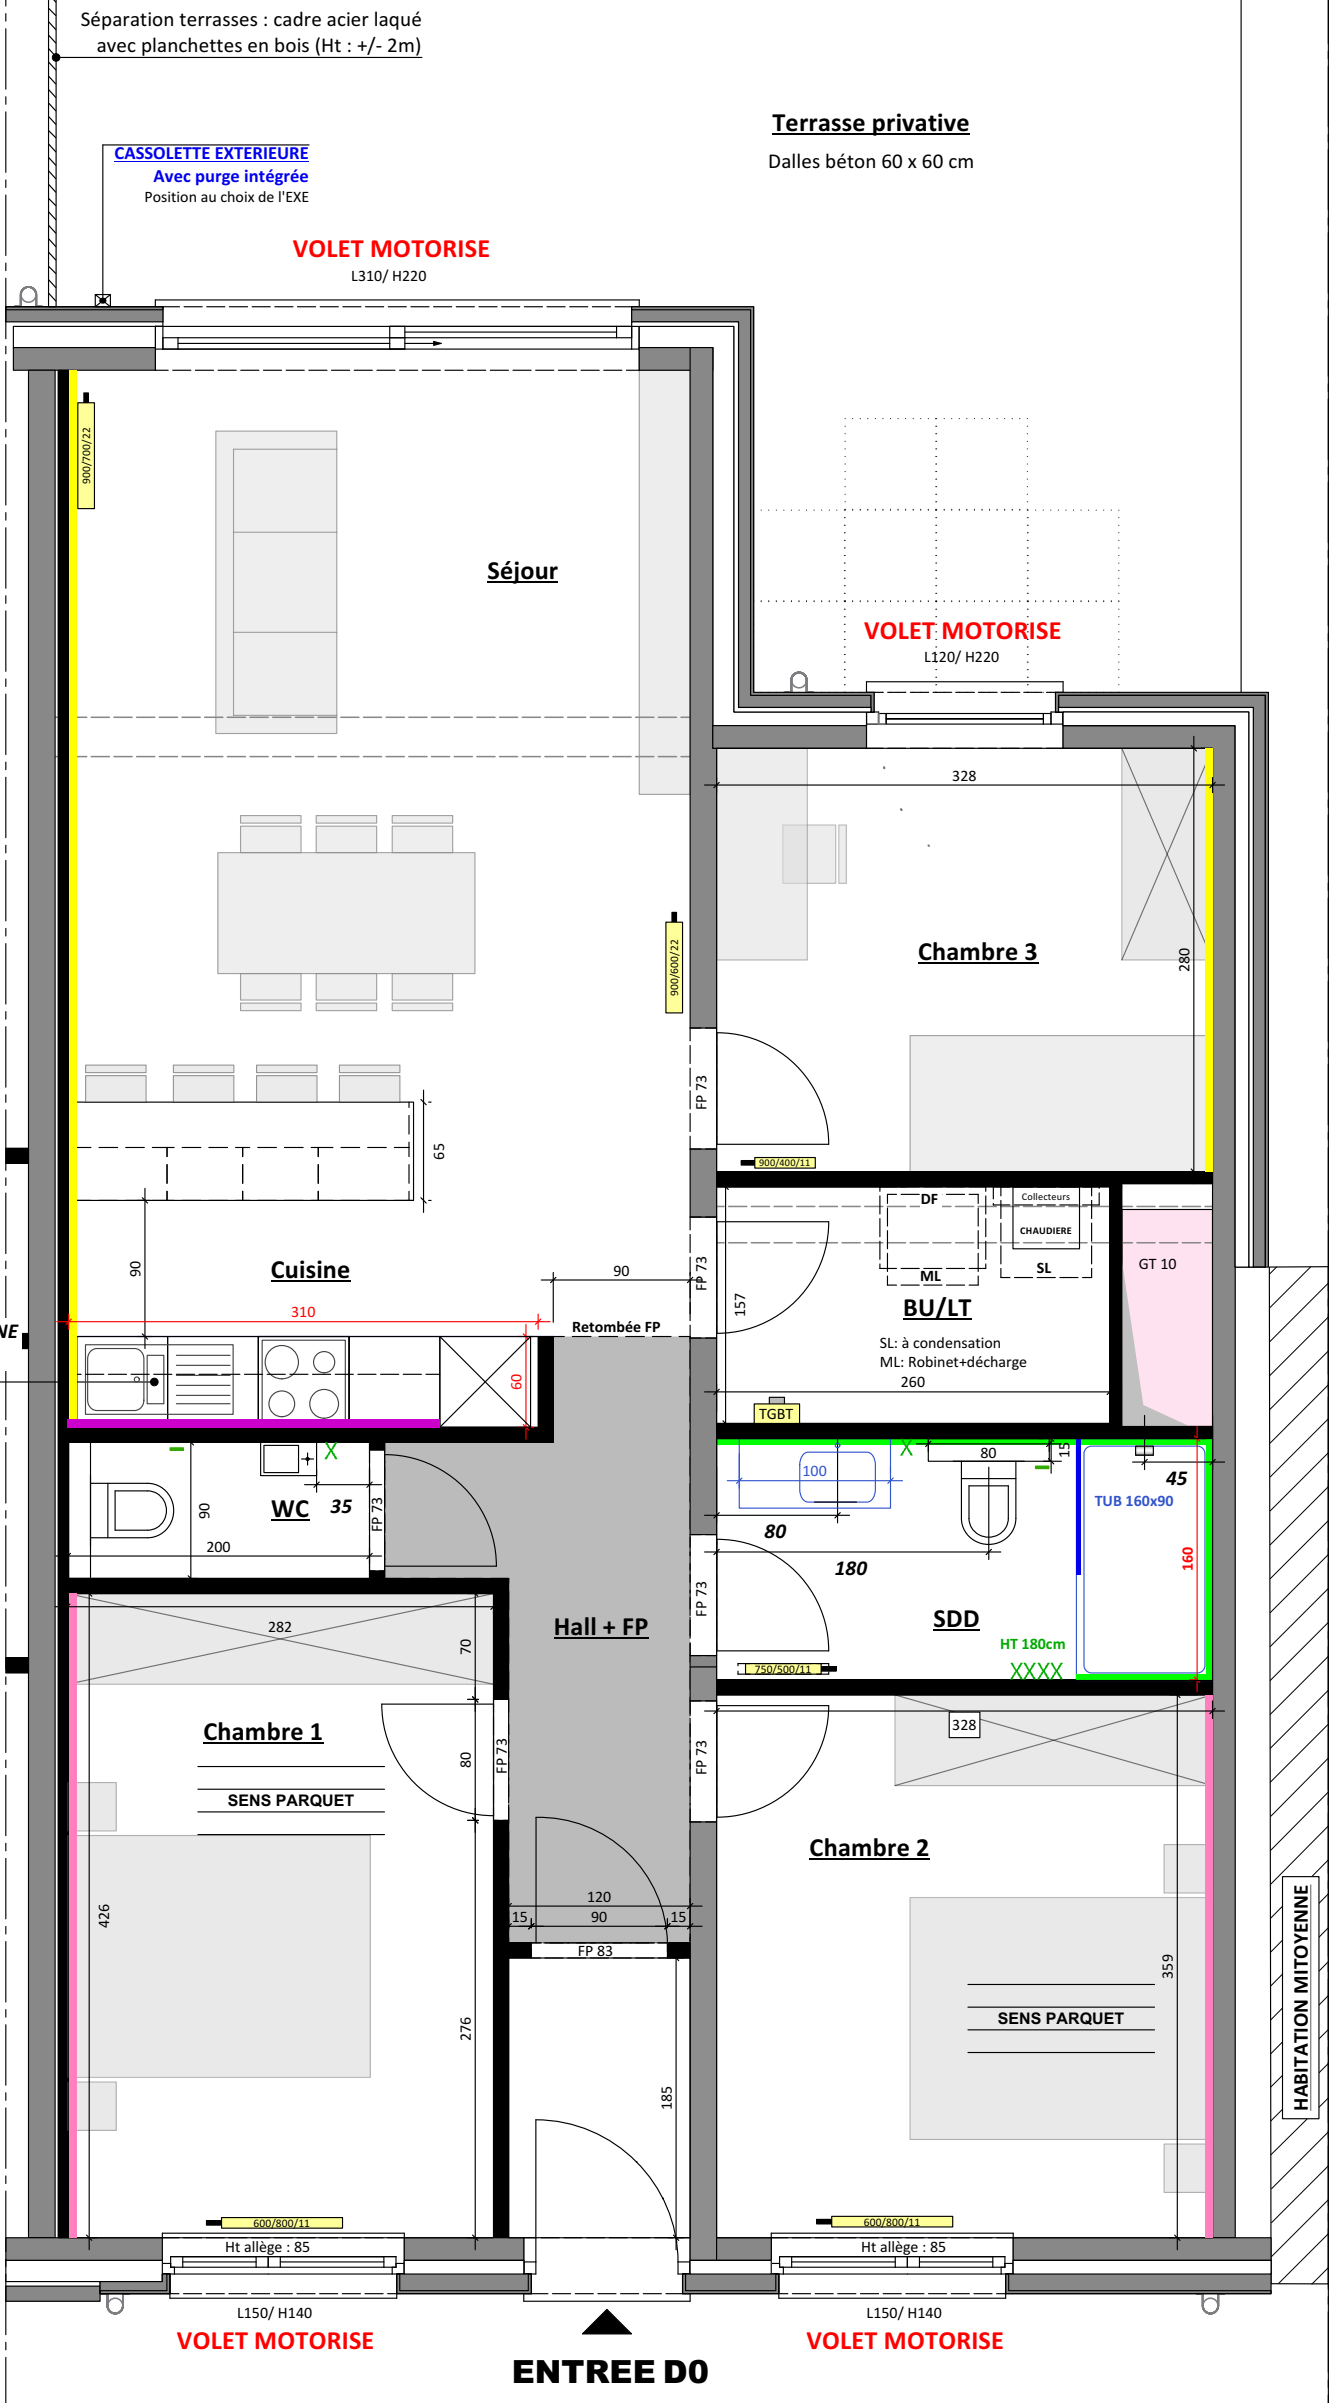 Séparation terrasses : cadre acier laqué
avec planchettes en bois (Ht : +/- 2m)
Terrasse privative
Dalles béton 60 x 60 cm
CASSOLETTE EXTERIEURE
Avec purge intégrée
Position au choix de l'EXE
VOLET MOTORISE
L310/ H220
900/700/22
Séjour
VOLET MOTORISE
L120/ H220
328
Chambre 3
280
900/600/22
FP 73
65
900/400/11
DF
Collecteurs
CHAUDIERE
ML
SL
GT 10
90
Cuisine
90
FP 73
157
BU/LT
310
NE
Retombée FP
SL: à condensation
ML: Robinet+décharge
260
60
TGBT
X
X
80
15
100
45
TUB 160x90
90
WC
35
FP 73
80
200
180
160
FP 73
282
70
Hall + FP
SDD
HT 180cm
XXXX
750/500/11
Chambre 1
328
80
FP 73
FP 73
SENS PARQUET
Chambre 2
426
120
15
90
15
FP 83
359
HABITATION MITOYENNE
276
SENS PARQUET
185
600/800/11
600/800/11
Ht allège : 85
Ht allège : 85
L150/ H140
L150/ H140
VOLET MOTORISE
VOLET MOTORISE
ENTREE D0